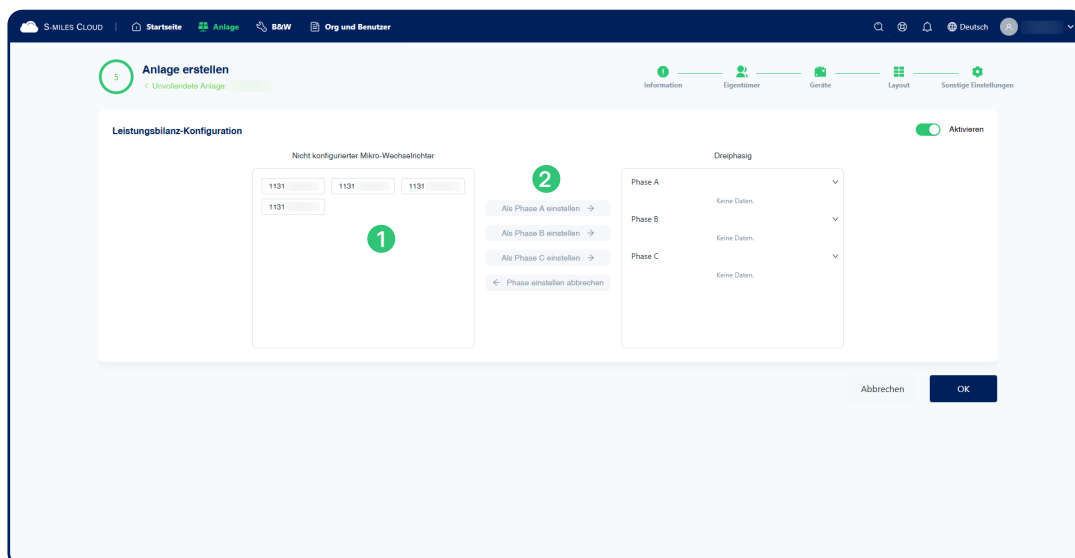 S-MILES CLOUD | Startseite Anlage B&W Org und Benutzer Deutsch A
5 Anlage erstellen
< Unvollendete Anlage:
Information Eigentümer Geräte Layout Sonstige Einstellungen
Leistungsbilanz-Konfiguration Aktivieren
Nicht konfigurierter Mikro-Wechselrichter Dreiphasig
1131 1131 1131
1131
1
2
Als Phase A einstellen →
Als Phase B einstellen →
Als Phase C einstellen →
← Phase einstellen abbrechen
Phase A
Keine Daten.
Phase B
Keine Daten.
Phase C
Keine Daten.
Abbrechen OK